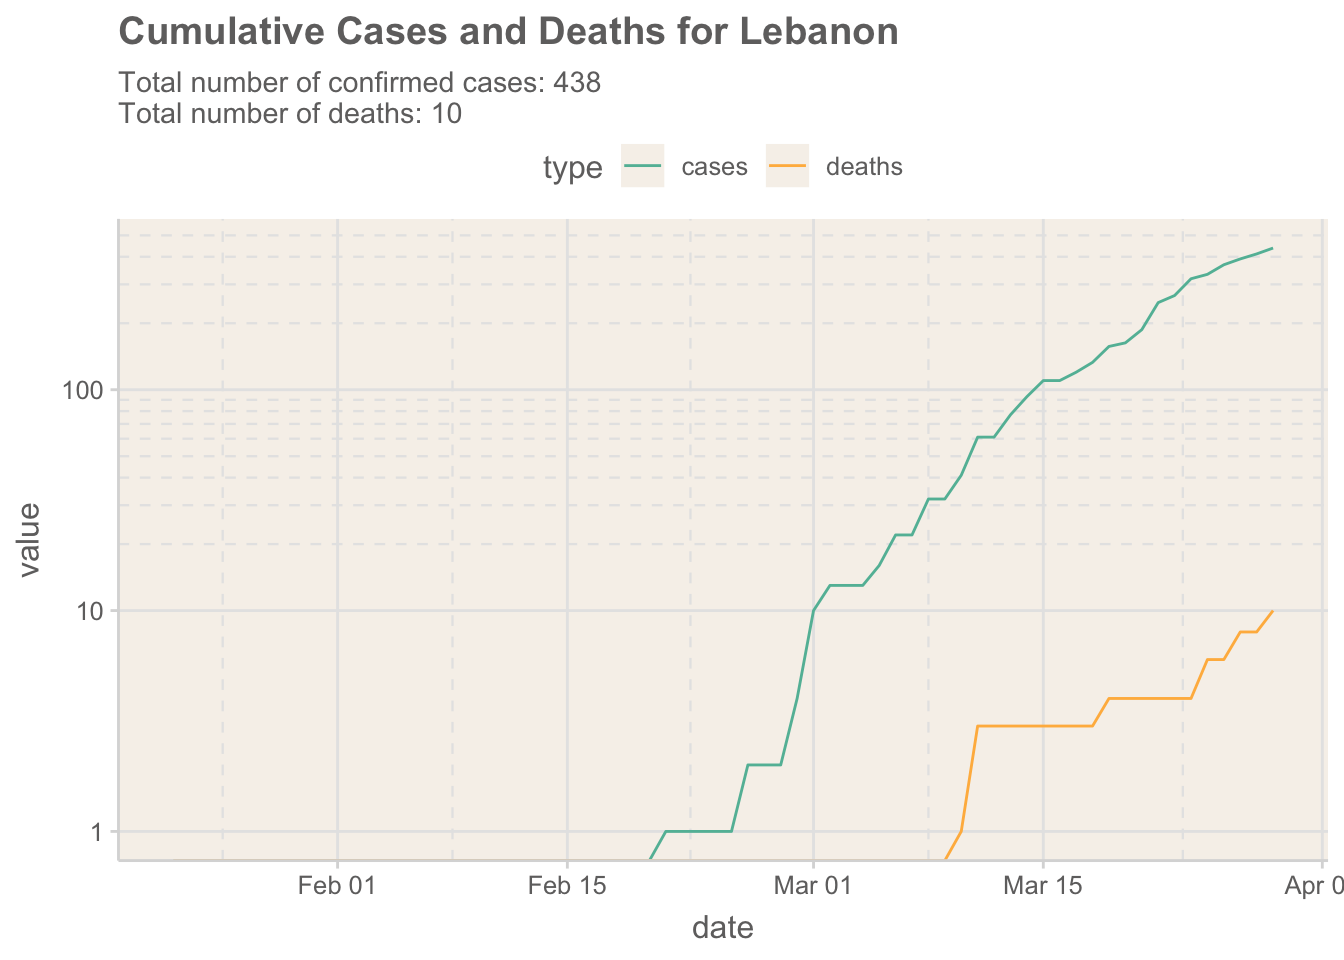 Cumulative Cases and Deaths for Lebanon
Total number of confirmed cases: 438
Total number of deaths: 10
type cases deaths
value
100
10
1
Feb 01 Feb 15 Mar 01 Mar 15 Apr 0
date